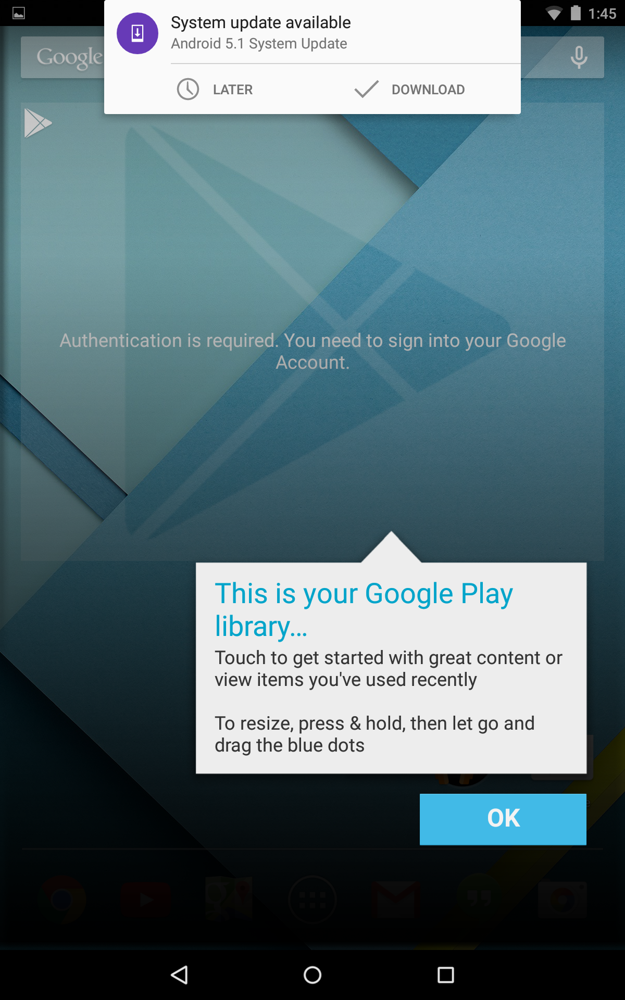 1:45
System update available
Android 5.1 System Update
LATER
DOWNLOAD
Google
Authentication is required. You need to sign into your Google
Account.
This is your Google Play
library…
Touch to get started with great content or
view items you've used recently
To resize, press & hold, then let go and
drag the blue dots
OK